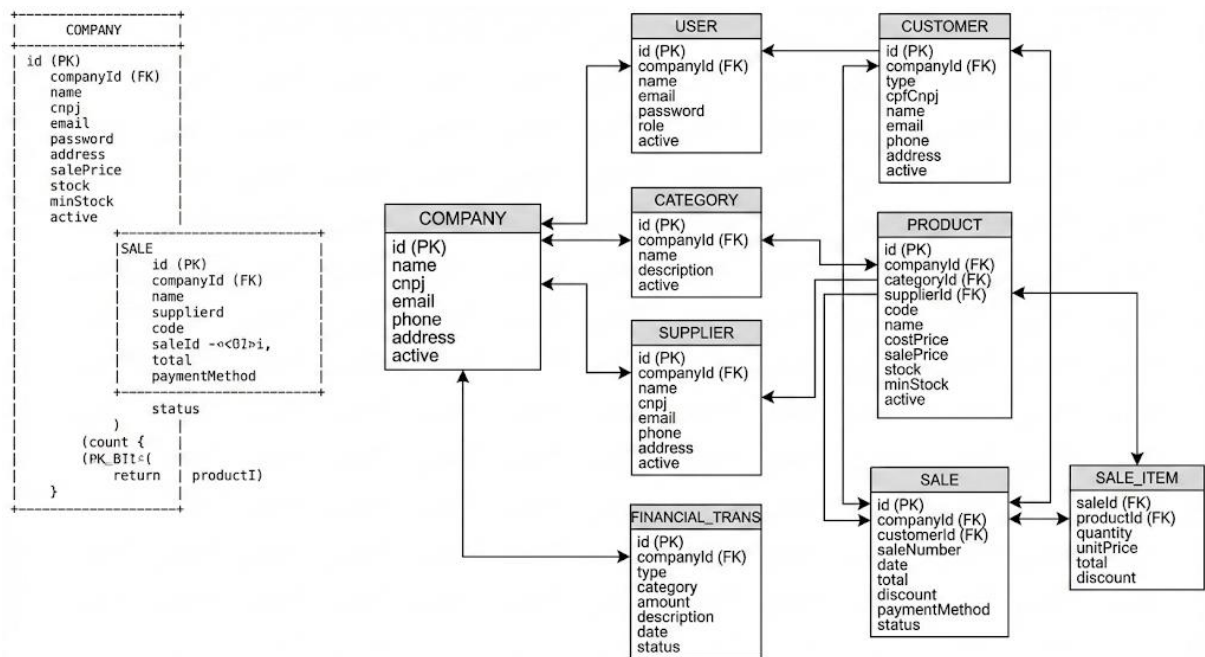 COMPANY
id (PK)
companyId (FK)
name
cnpj
email
password
address
salePrice
stock
minStock
active
SALE
id (PK)
companyId (FK)
name
supplierd
code
saleId
total
paymentMethod
status
)
(count {
return productI)
}
COMPANY
id (PK)
name
cnpj
email
phone
address
active
USER
id (PK)
companyId (FK)
name
email
password
role
active
CATEGORY
id (PK)
companyId (FK)
name
description
active
SUPPLIER
id (PK)
companyId (FK)
name
cnpj
email
phone
address
active
FINANCIAL_TRANS
id (PK)
companyId (FK)
type
category
amount
description
date
status
CUSTOMER
id (PK)
companyId (FK)
type
cpfCnpj
name
email
phone
address
active
PRODUCT
id (PK)
companyId (FK)
categoryId (FK)
supplierId (FK)
code
name
costPrice
salePrice
stock
minStock
active
SALE
id (PK)
companyId (FK)
customerId (FK)
saleNumber
date
total
discount
paymentMethod
status
SALE_ITEM
saleId (FK)
productId (FK)
quantity
unitPrice
total
discount